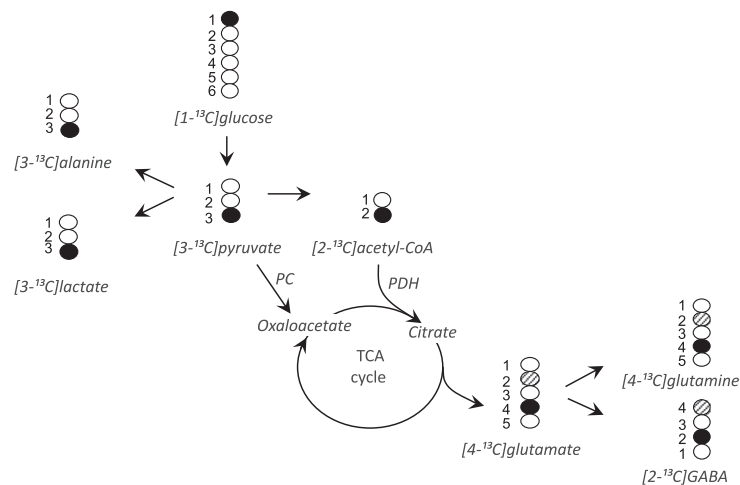 1
2
3
4
5
6
[1-¹³C]glucose
1
2
3
[3-¹³C]alanine
1
2
3
[3-¹³C]lactate
1
2
3
[3-¹³C]pyruvate
1
2
[2-¹³C]acetyl-CoA
PC
PDH
Oxaloacetate
Citrate
TCA
cycle
1
2
3
4
5
[4-¹³C]glutamate
1
2
3
4
5
[4-¹³C]glutamine
4
3
2
1
[2-¹³C]GABA